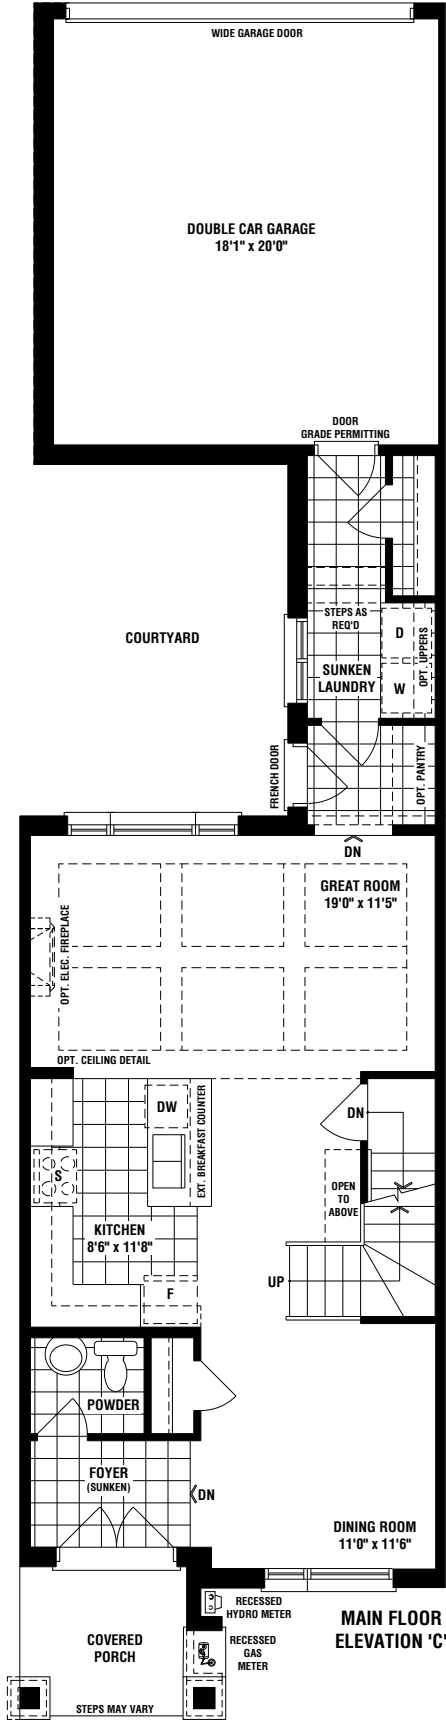 WIDE GARAGE DOOR
DOUBLE CAR GARAGE
18'1" x 20'0"
DOOR
GRADE PERMITTING
STEPS AS
REQ'D
D
OPT. UPPERS
COURTYARD
SUNKEN
LAUNDRY
W
FRENCH DOOR
OPT. PANTRY
DN
GREAT ROOM
19'0" x 11'5"
OPT. ELEC. FIREPLACE
OPT. CEILING DETAIL
DW
EXT. BREAKFAST COUNTER
DN
S
OPEN
TO
ABOVE
KITCHEN
8'6" x 11'8"
UP
F
POWDER
FOYER
(SUNKEN)
DN
DINING ROOM
11'0" x 11'6"
RECESSED
HYDRO METER
MAIN FLOOR
ELEVATION 'C'
COVERED
PORCH
RECESSED
GAS
METER
STEPS MAY VARY